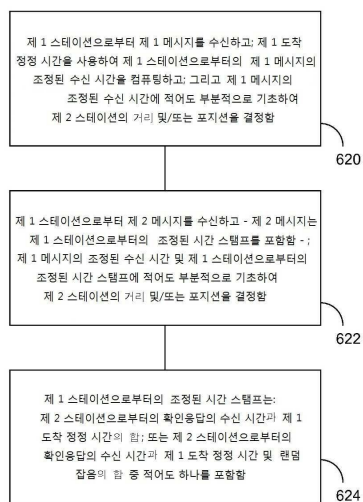 제 1 스테이션으로부터 제 1 메시지를 수신하고; 제 1 도착
정정 시간을 사용하여 제 1 스테이션으로부터의 제 1 메시지의
조정된 수신 시간을 컴퓨팅하고; 그리고 제 1 메시지의
조정된 수신 시간에 적어도 부분적으로 기초하여
제 2 스테이션의 거리 및/또는 포지션을 결정함
620
제 1 스테이션으로부터 제 2 메시지를 수신하고 - 제 2 메시지는
제 1 스테이션으로부터의 조정된 시간 스탬프를 포함함 - ;
제 1 메시지의 조정된 수신 시간 및 제 1 스테이션으로부터의
조정된 시간 스탬프에 적어도 부분적으로 기초하여
제 2 스테이션의 거리 및/또는 포지션을 결정함
622
제 1 스테이션으로부터의 조정된 시간 스탬프는:
제 2 스테이션으로부터의 확인응답의 수신 시간과 제 1
도착 정정 시간의 합; 또는 제 2 스테이션으로부터의
확인응답의 수신 시간과 제 1 도착 정정 시간 및 랜덤
잡음의 합 중 적어도 하나를 포함함
624